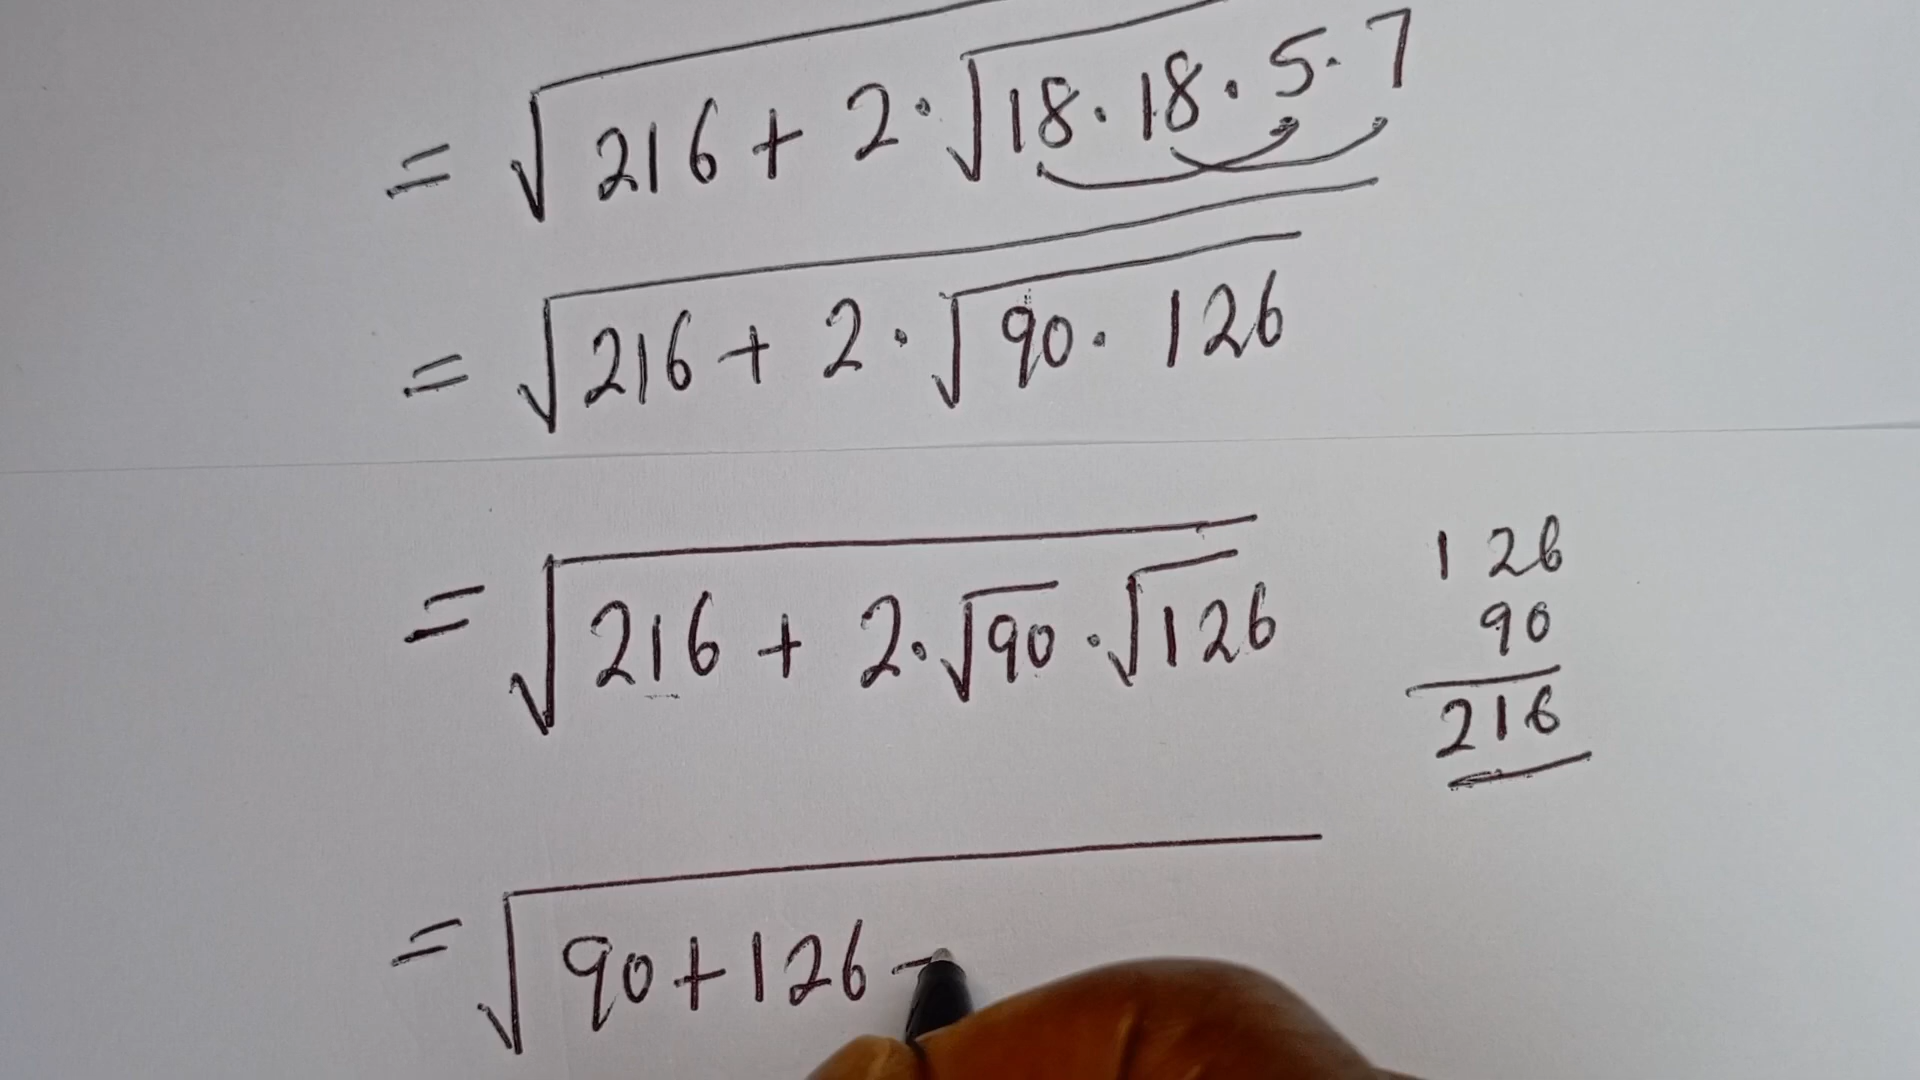 = √216 + 2·√18·18·5·7
= √216 + 2·√90·126
= √216 + 2·√90·√126
126
90
216
= √90+126